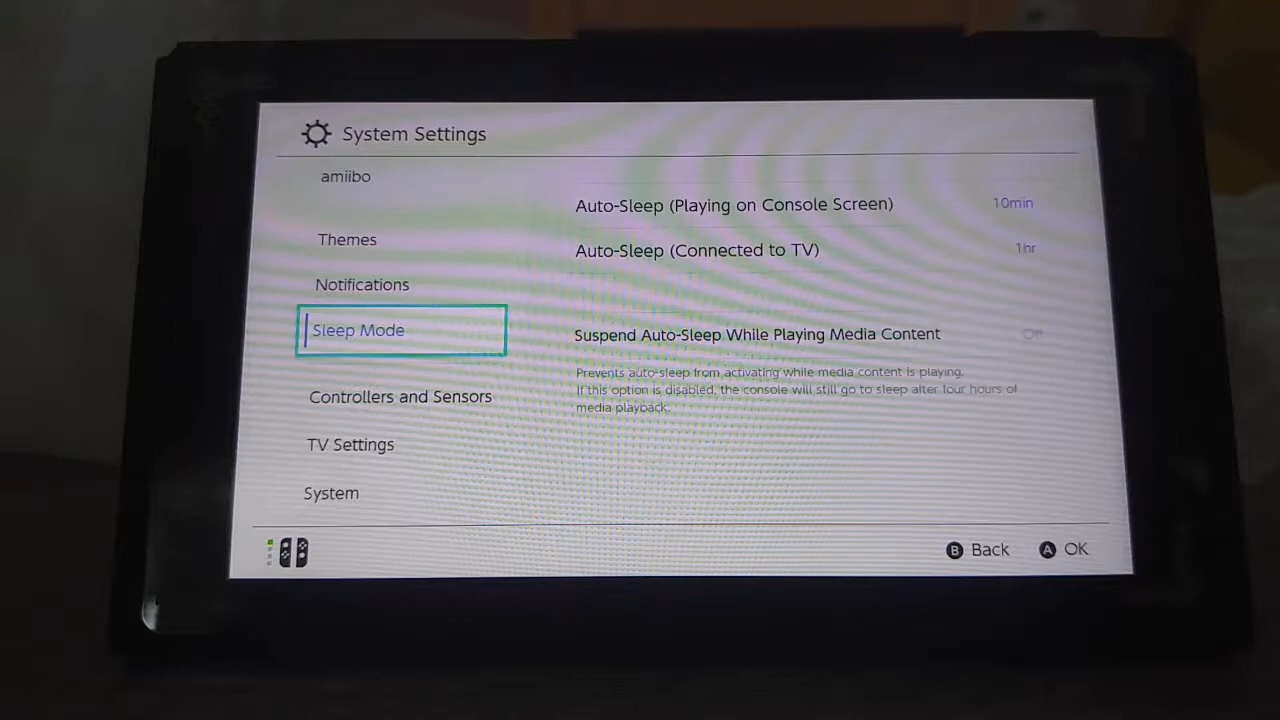 System Settings
amiibo
Themes
Notifications
Sleep Mode
Controllers and Sensors
TV Settings
System
Auto-Sleep (Playing on Console Screen) 10min
Auto-Sleep (Connected to TV) 1hr
Suspend Auto-Sleep While Playing Media Content Off
Prevents auto-sleep from activating while media content is playing.
If this option is disabled, the console will still go to sleep after four hours of
media playback.
B Back A OK